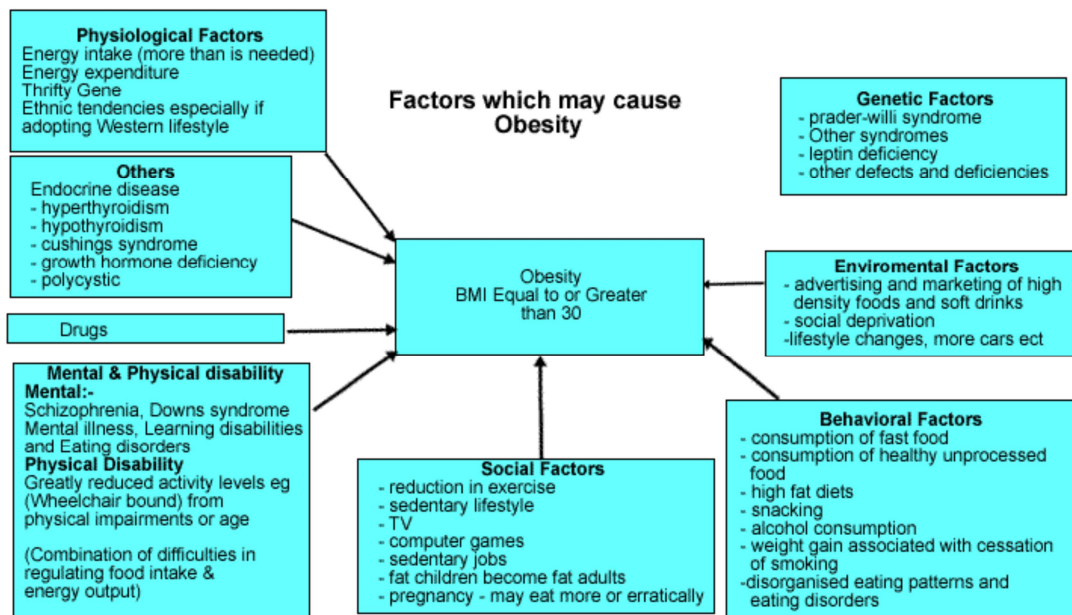 Physiological Factors
Energy intake (more than is needed)
Energy expenditure
Thrifty Gene
Ethnic tendencies especially if
adopting Western lifestyle
Factors which may cause
Obesity
Genetic Factors
- prader-willi syndrome
- Other syndromes
- leptin deficiency
- other defects and deficiencies
Others
Endocrine disease
- hyperthyroidism
- hypothyroidism
- cushings syndrome
- growth hormone deficiency
- polycystic
Obesity
BMI Equal to or Greater
than 30
Enviromental Factors
- advertising and marketing of high
density foods and soft drinks
- social deprivation
-lifestyle changes, more cars ect
Drugs
Mental & Physical disability
Mental:-
Schizophrenia, Downs syndrome
Mental illness, Learning disabilities
and Eating disorders
Physical Disability
Greatly reduced activity levels eg
(Wheelchair bound) from
physical impairments or age
(Combination of difficulties in
regulating food intake &
energy output)
Social Factors
- reduction in exercise
- sedentary lifestyle
- TV
- computer games
- sedentary jobs
- fat children become fat adults
- pregnancy - may eat more or erratically
Behavioral Factors
- consumption of fast food
- consumption of healthy unprocessed
food
- high fat diets
- snacking
- alcohol consumption
- weight gain associated with cessation
of smoking
-disorganised eating patterns and
eating disorders